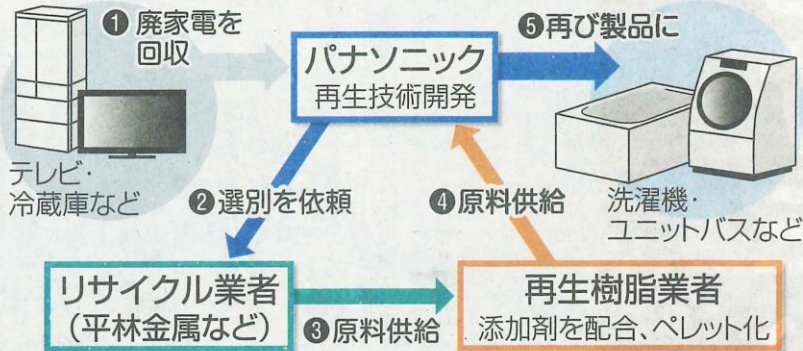 ❶廃家電を
回収
テレビ・
冷蔵庫など
パナソニック
再生技術開発
❺再び製品に
洗濯機・
ユニットバスなど
❷選別を依頼
❹原料供給
リサイクル業者
(平林金属など)
❸原料供給
再生樹脂業者
添加剤を配合、ペレット化